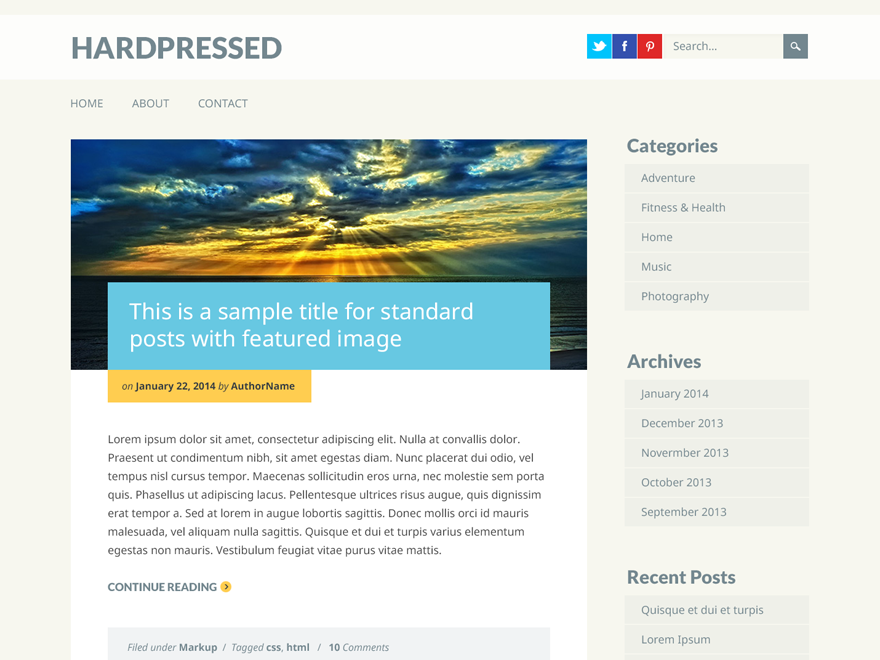 HARDPRESSED
Search...
HOME
ABOUT
CONTACT
This is a sample title for standard
posts with featured image
on January 22, 2014 by AuthorName
Lorem ipsum dolor sit amet, consectetur adipiscing elit. Nulla at convallis dolor.
Praesent ut condimentum nibh, sit amet egestas diam. Nunc placerat dui odio, vel
tempus nisl cursus tempor. Maecenas sollicitudin eros urna, nec molestie sem porta
quis. Phasellus ut adipiscing lacus. Pellentesque ultrices risus augue, quis dignissim
erat tempor a. Sed at lorem in augue lobortis sagittis. Donec mollis orci id mauris
malesuada, vel aliquam nulla sagittis. Quisque et dui et turpis varius elementum
egestas non mauris. Vestibulum feugiat vitae purus vitae mattis.
CONTINUE READING
Filed under Markup / Tagged css, html / 10 Comments
Categories
Adventure
Fitness & Health
Home
Music
Photography
Archives
January 2014
December 2013
Novermber 2013
October 2013
September 2013
Recent Posts
Quisque et dui et turpis
Lorem Ipsum